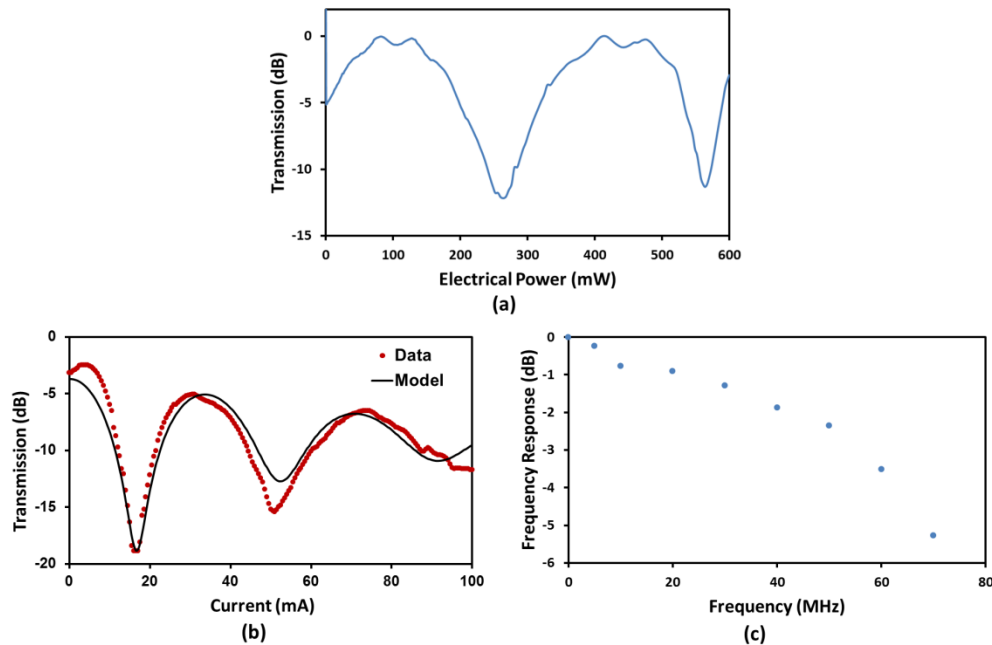 0
-5
-10
-15
Transmission (dB)
0 100 200 300 400 500 600
Electrical Power (mW)
(a)
0
-5
-10
-15
-20
Transmission (dB)
Data
Model
0 20 40 60 80 100
Current (mA)
(b)
0
-1
-2
-3
-4
-5
-6
Frequency Response (dB)
0 20 40 60 80
Frequency (MHz)
(c)